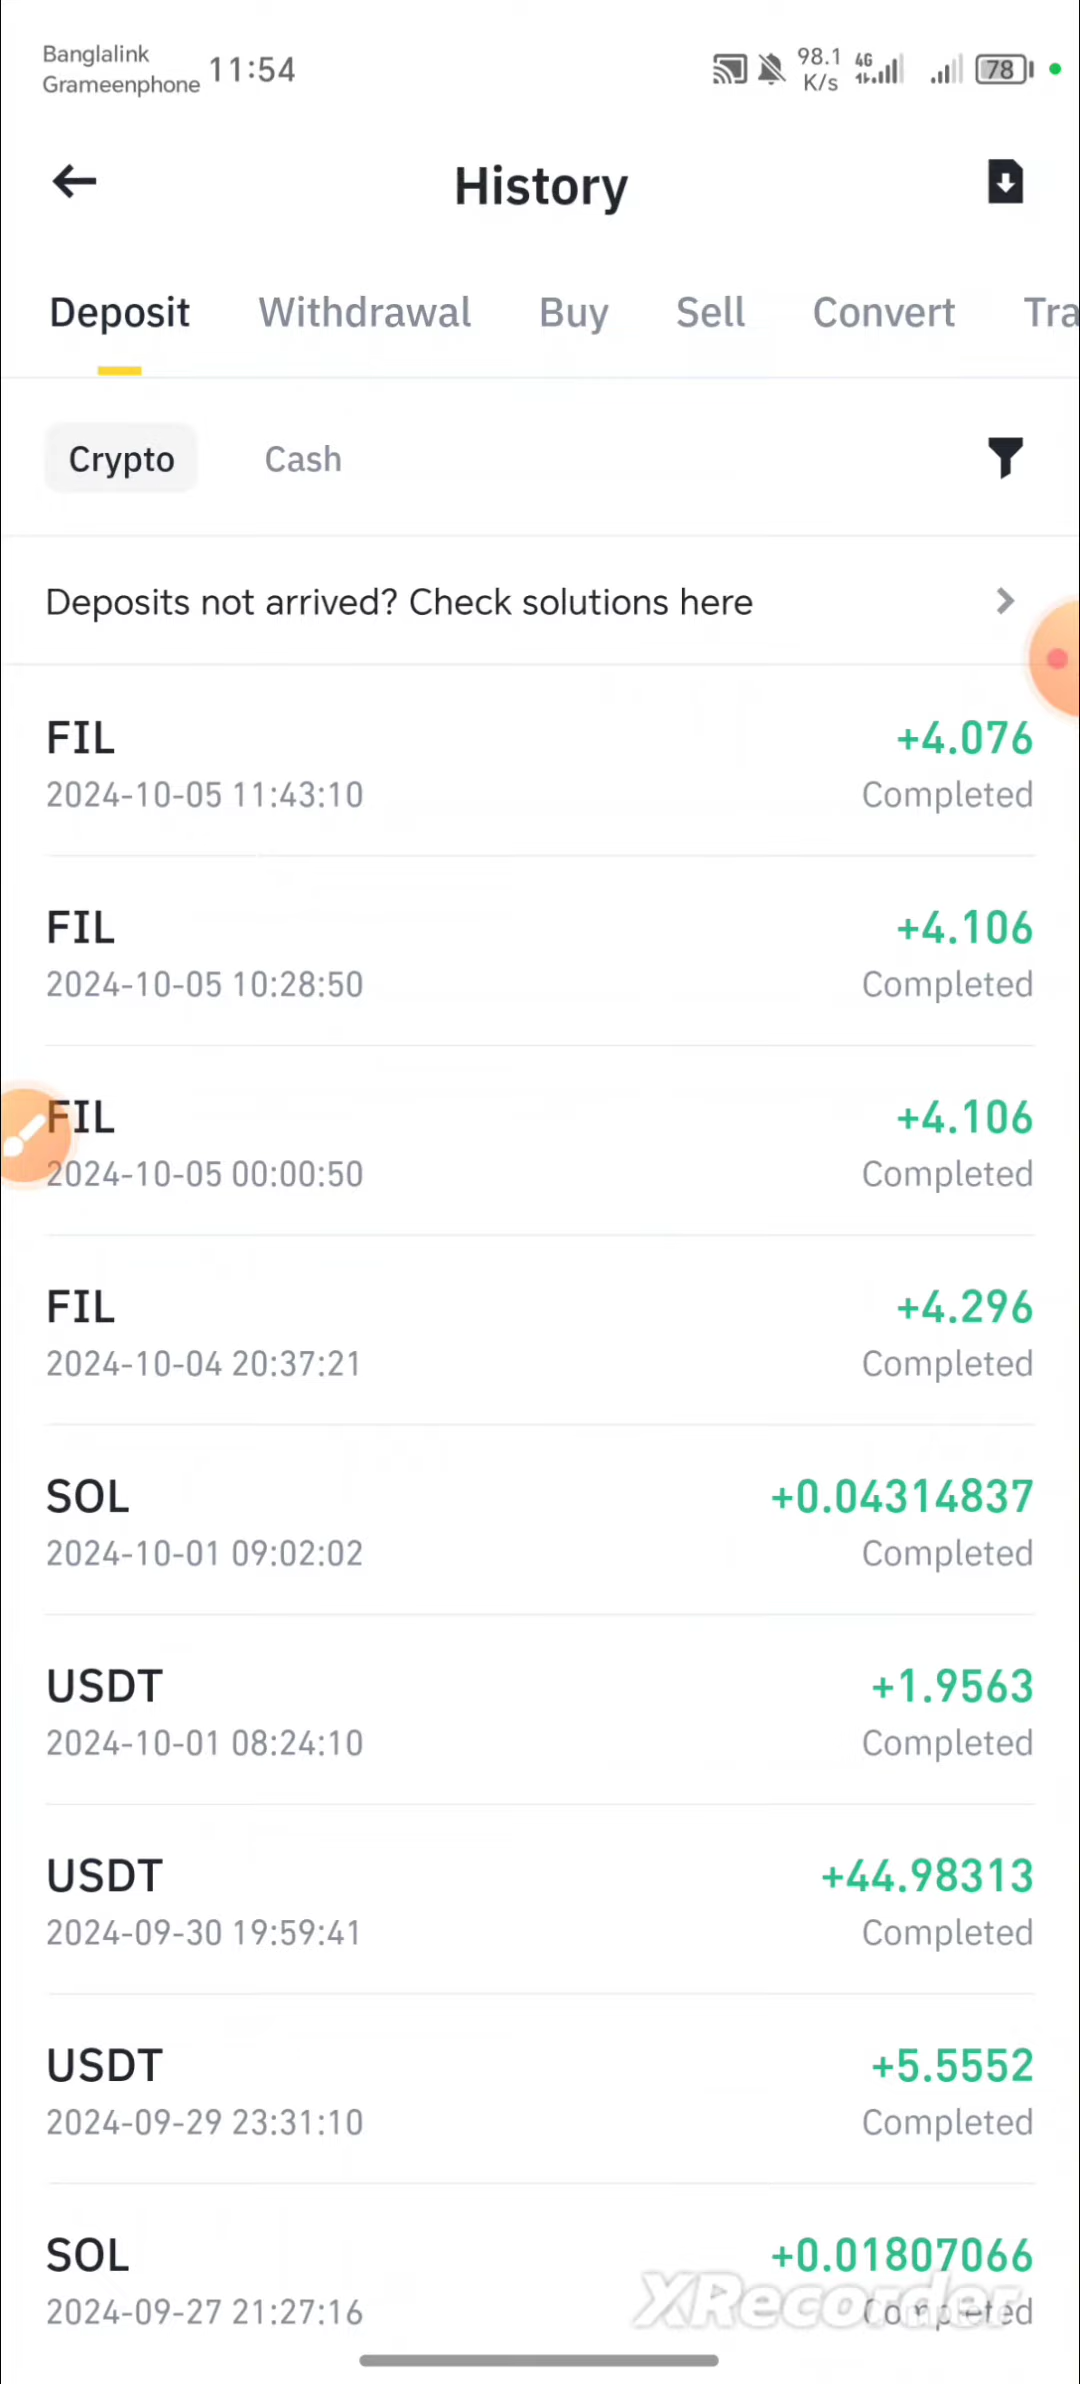 Banglalink
Grameenphone
11:54
98.1
K/s
4G
78
History
Deposit Withdrawal Buy Sell Convert Tra
Crypto Cash
Deposits not arrived? Check solutions here
FIL +4.076
2024-10-05 11:43:10 Completed
FIL +4.106
2024-10-05 10:28:50 Completed
FIL +4.106
2024-10-05 00:00:50 Completed
FIL +4.296
2024-10-04 20:37:21 Completed
SOL +0.04314837
2024-10-01 09:02:02 Completed
USDT +1.9563
2024-10-01 08:24:10 Completed
USDT +44.98313
2024-09-30 19:59:41 Completed
USDT +5.5552
2024-09-29 23:31:10 Completed
SOL +0.01807066
2024-09-27 21:27:16 Completed
XRecorder